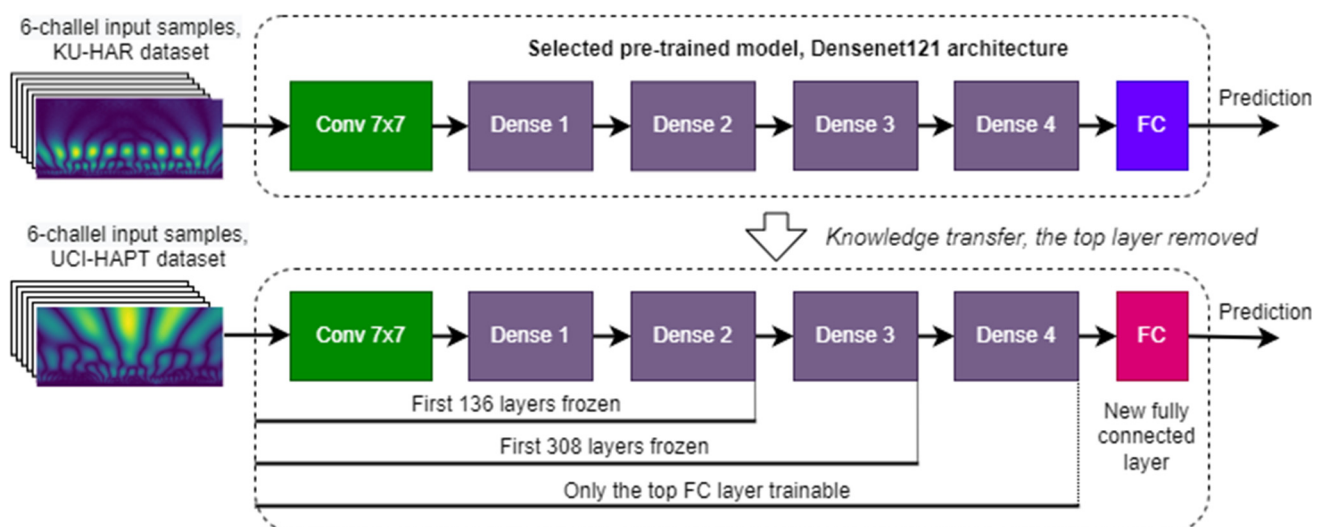 6-challel input samples,
KU-HAR dataset
Selected pre-trained model, Densenet121 architecture
Conv 7x7
Dense 1
Dense 2
Dense 3
Dense 4
FC
Prediction
Knowledge transfer, the top layer removed
6-challel input samples,
UCI-HAPT dataset
Conv 7x7
Dense 1
Dense 2
Dense 3
Dense 4
FC
Prediction
First 136 layers frozen
First 308 layers frozen
Only the top FC layer trainable
New fully
connected
layer